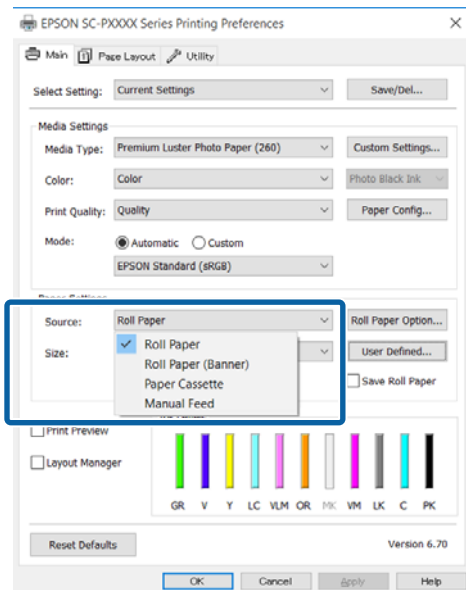 EPSON SC-PXXXX Series Printing Preferences
Main Page Layout Utility
Select Setting: Current Settings Save/Del...
Media Settings
Media Type: Premium Luster Photo Paper (260) Custom Settings...
Color: Color Photo Black Ink
Print Quality: Quality Paper Config...
Mode: Automatic Custom
EPSON Standard (sRGB)
Paper Settings
Source: Roll Paper Roll Paper Option...
Roll Paper
Size: User Defined...
Roll Paper (Banner)
Paper Cassette Save Roll Paper
Manual Feed
Print Preview
Layout Manager
GR V Y LC VLM OR MK VM LK C PK
Reset Defaults Version 6.70
OK Cancel Apply Help